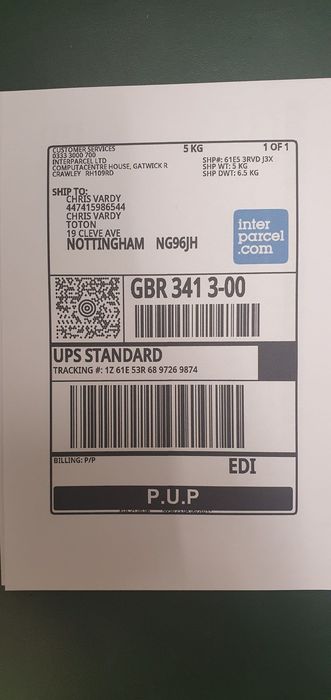 CUSTOMER SERVICES 5 KG 1 OF 1
0333 3000 700
INTERPARCEL LTD SHP#: 61E5 3RVD J3X
COMPUTACENTRE HOUSE, GATWICK R SHP WT: 5 KG
CRAWLEY RH109RD SHP DWT: 6.5 KG
SHIP TO:
CHRIS VARDY
447415986544
CHRIS VARDY
TOTON
19 CLEVE AVE
NOTTINGHAM NG96JH
inter
parcel
.com
GBR 341 3-00
UPS STANDARD
TRACKING #: 1Z 61E 53R 68 9726 9874
BILLING: P/P
EDI
P.U.P